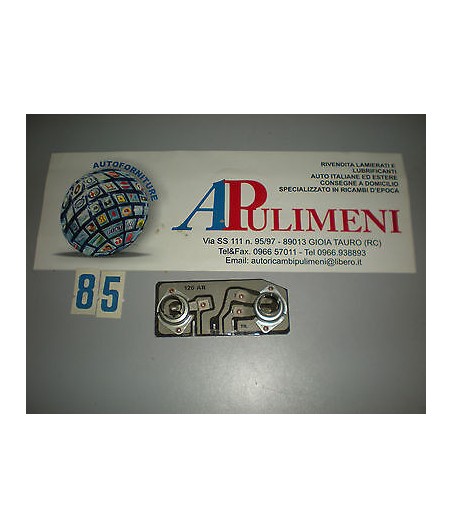 AUTOFORNITURE
RIVENDITA LAMIERATI E
LUBRIFICANTI
AUTO ITALIANE ED ESTERE
CONSEGNE A DOMICILIO
SPECIALIZZATO IN RICAMBI D'EPOCA
APULIMENI
Via SS 111 n. 95/97 - 89013 GIOIA TAURO (RC)
Tel&Fax. 0966 57011 - Tel 0966.938893
Email: autoricambipulimeni@libero.it
85
126 AB